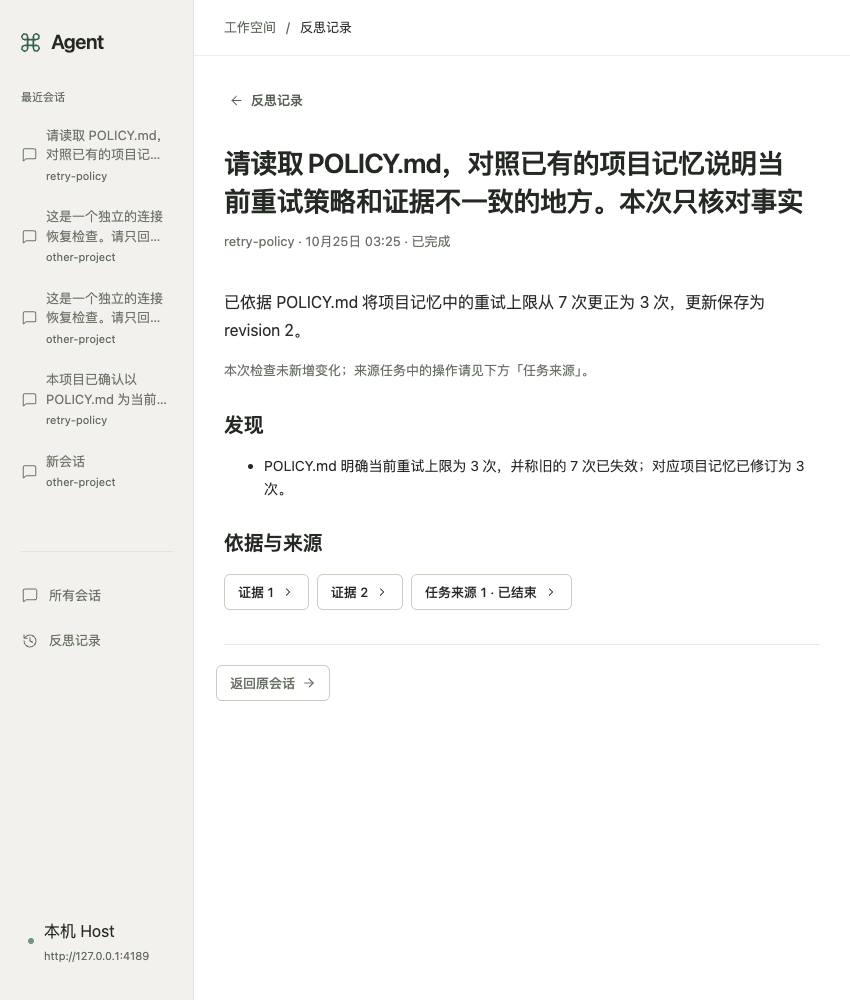 Agent
最近会话
请读取 POLICY.md,
对照已有的项目记...
retry-policy
这是一个独立的连接
恢复检查。请只回...
other-project
这是一个独立的连接
恢复检查。请只回...
other-project
本项目已确认以
POLICY.md 为当前...
retry-policy
新会话
other-project
所有会话
反思记录
本机 Host
http://127.0.0.1:4189
工作空间 / 反思记录
← 反思记录
请读取 POLICY.md，对照已有的项目记忆说明当
前重试策略和证据不一致的地方。本次只核对事实
retry-policy · 10月25日 03:25 · 已完成
已依据 POLICY.md 将项目记忆中的重试上限从 7 次更正为 3 次，更新保存为
revision 2。
本次检查未新增变化；来源任务中的操作请见下方「任务来源」。
发现
• POLICY.md 明确当前重试上限为 3 次，并称旧的 7 次已失效；对应项目记忆已修订为 3
次。
依据与来源
证据 1 >
证据 2 >
任务来源 1 · 已结束 >
返回原会话 →